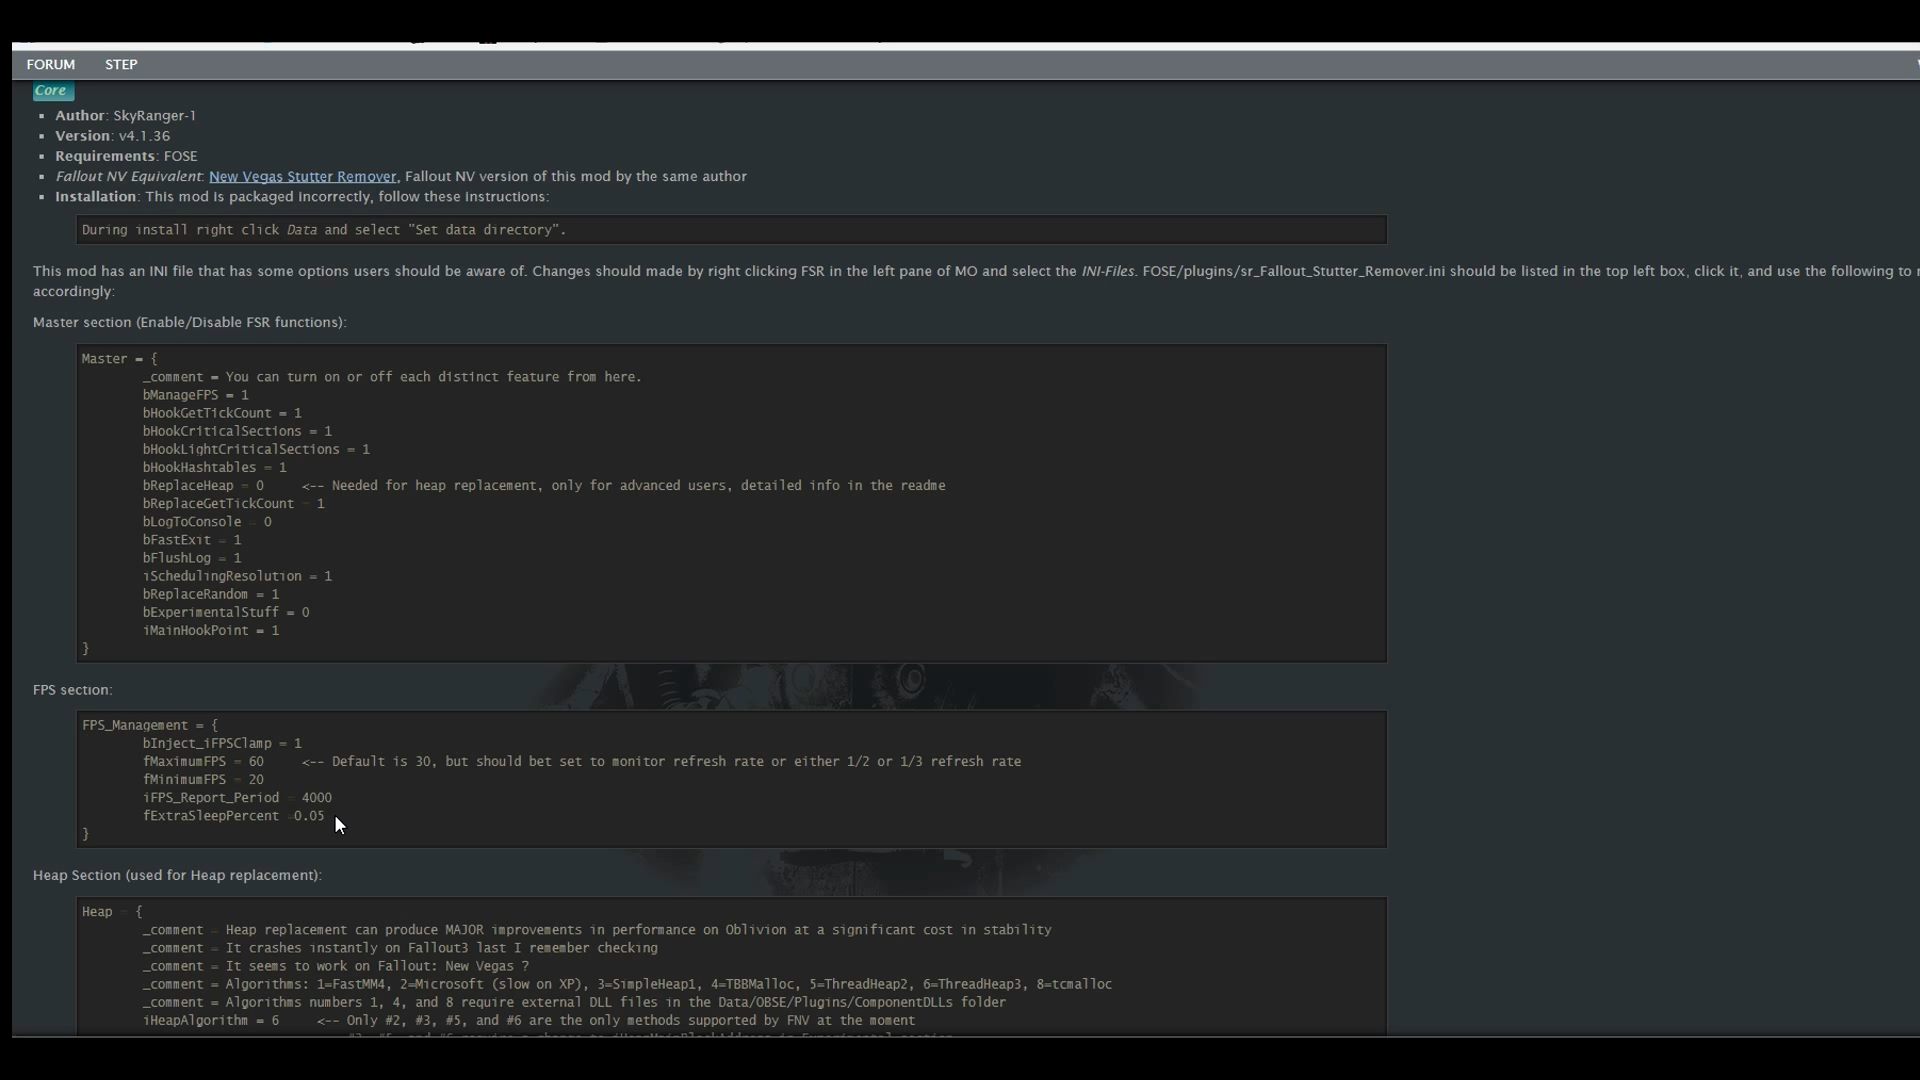 FORUM STEP
Core
Author: SkyRanger-1
Version: v4.1.36
Requirements: FOSE
Fallout NV Equivalent: New Vegas Stutter Remover, Fallout NV version of this mod by the same author
Installation: This mod is packaged incorrectly, follow these instructions:
During install right click Data and select "Set data directory".
This mod has an INI file that has some options users should be aware of. Changes should made by right clicking FSR in the left pane of MO and select the INI-Files. FOSE/plugins/sr_Fallout_Stutter_Remover.ini should be listed in the top left box, click it, and use the following to
accordingly:
Master section (Enable/Disable FSR functions):
Master = {
_comment = You can turn on or off each distinct feature from here.
bManageFPS = 1
bHookGetTickCount = 1
bHookCriticalSections = 1
bHookLightCriticalSections = 1
bHookHashtables = 1
bReplaceHeap = 0 <-- Needed for heap replacement, only for advanced users, detailed info in the readme
bReplaceGetTickCount = 1
bLogToConsole = 0
bFastExit = 1
bFlushLog = 1
iSchedulingResolution = 1
bReplaceRandom = 1
bExperimentalStuff = 0
iMainHookPoint = 1
}
FPS section:
FPS_Management = {
bInject_iFPSClamp = 1
fMaximumFPS = 60 <-- Default is 30, but should bet set to monitor refresh rate or either 1/2 or 1/3 refresh rate
fMinimumFPS = 20
iFPS_Report_Period = 4000
fExtraSleepPercent =0.05
}
Heap Section (used for Heap replacement):
Heap = {
_comment = Heap replacement can produce MAJOR improvements in performance on Oblivion at a significant cost in stability
_comment = It crashes instantly on Fallout3 last I remember checking
_comment = It seems to work on Fallout: New Vegas ?
_comment = Algorithms: 1=FastMM4, 2=Microsoft (slow on XP), 3=SimpleHeap1, 4=TBBMalloc, 5=ThreadHeap2, 6=ThreadHeap3, 8=tcmalloc
_comment = Algorithms numbers 1, 4, and 8 require external DLL files in the Data/OBSE/Plugins/ComponentDLLs folder
iHeapAlgorithm = 6 <-- Only #2, #3, #5, and #6 are the only methods supported by FNV at the moment